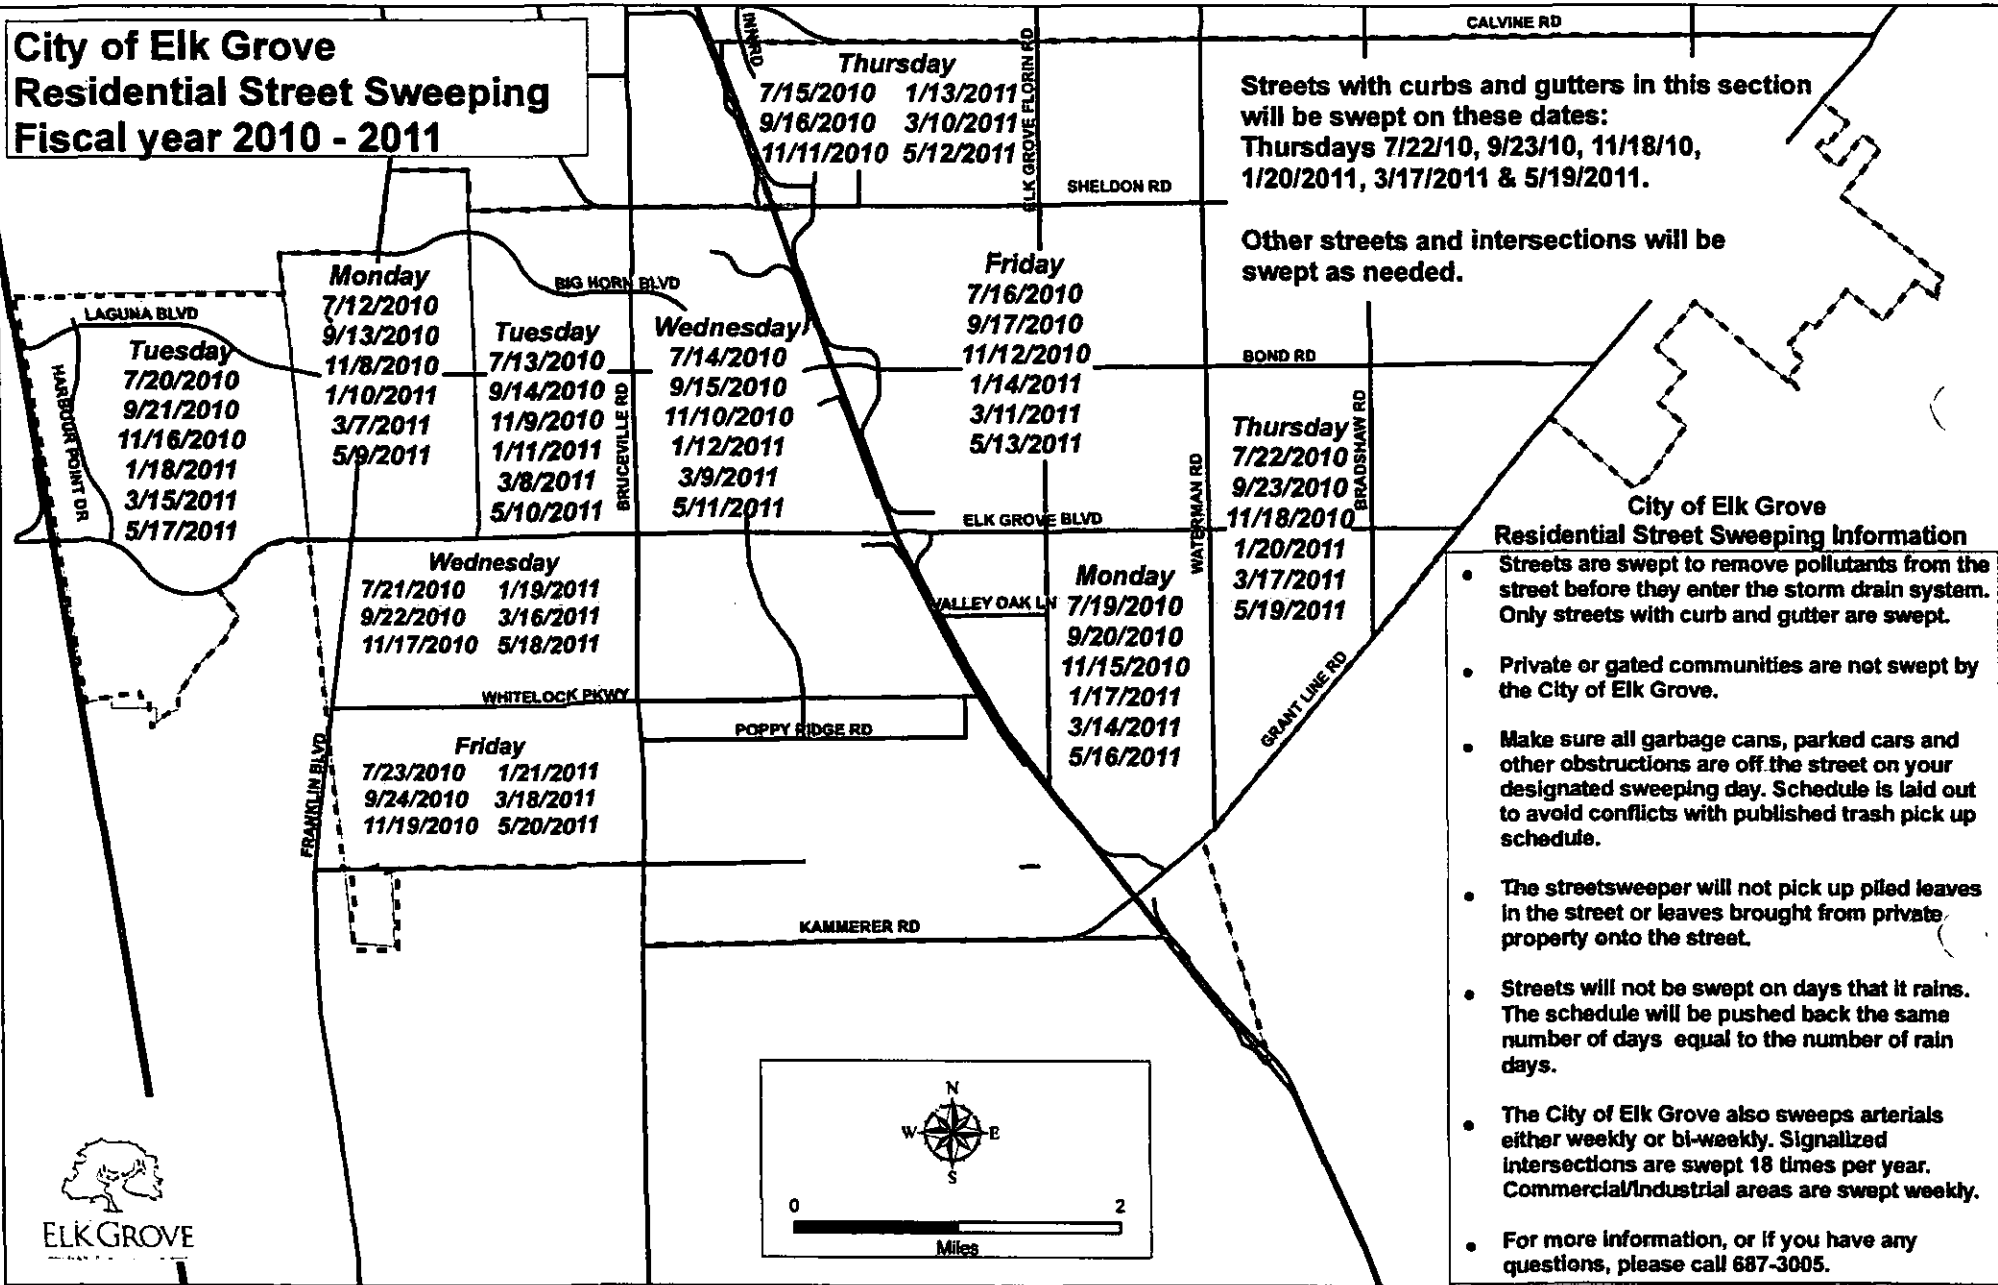 City of Elk Grove
Residential Street Sweeping
Fiscal year 2010 - 2011
CALVINE RD
INN RD
ELK GROVE FLORIN RD
Thursday
7/15/2010 1/13/2011
9/16/2010 3/10/2011
11/11/2010 5/12/2011
Streets with curbs and gutters in this section
will be swept on these dates:
Thursdays 7/22/10, 9/23/10, 11/18/10,
1/20/2011, 3/17/2011 & 5/19/2011.
Other streets and intersections will be
swept as needed.
SHELDON RD
BIG HORN BLVD
LAGUNA BLVD
HARBOUR POINT DR
Tuesday
7/20/2010
9/21/2010
11/16/2010
1/18/2011
3/15/2011
5/17/2011
Monday
7/12/2010
9/13/2010
11/8/2010
1/10/2011
3/7/2011
5/9/2011
Tuesday
7/13/2010
9/14/2010
11/9/2010
1/11/2011
3/8/2011
5/10/2011
BRUCEVILLE RD
Wednesday
7/14/2010
9/15/2010
11/10/2010
1/12/2011
3/9/2011
5/11/2011
Friday
7/16/2010
9/17/2010
11/12/2010
1/14/2011
3/11/2011
5/13/2011
BOND RD
WATERMAN RD
BRADSHAW RD
Thursday
7/22/2010
9/23/2010
11/18/2010
1/20/2011
3/17/2011
5/19/2011
ELK GROVE BLVD
Wednesday
7/21/2010 1/19/2011
9/22/2010 3/16/2011
11/17/2010 5/18/2011
VALLEY OAK LN
Monday
7/19/2010
9/20/2010
11/15/2010
1/17/2011
3/14/2011
5/16/2011
GRANT LINE RD
WHITELOCK PKWY
POPPY RIDGE RD
FRANKLIN BLVD
Friday
7/23/2010 1/21/2011
9/24/2010 3/18/2011
11/19/2010 5/20/2011
KAMMERER RD
City of Elk Grove
Residential Street Sweeping Information
• Streets are swept to remove pollutants from the
street before they enter the storm drain system.
Only streets with curb and gutter are swept.
• Private or gated communities are not swept by
the City of Elk Grove.
• Make sure all garbage cans, parked cars and
other obstructions are off the street on your
designated sweeping day. Schedule is laid out
to avoid conflicts with published trash pick up
schedule.
• The streetsweeper will not pick up piled leaves
in the street or leaves brought from private
property onto the street.
• Streets will not be swept on days that it rains.
The schedule will be pushed back the same
number of days equal to the number of rain
days.
• The City of Elk Grove also sweeps arterials
either weekly or bi-weekly. Signalized
intersections are swept 18 times per year.
Commercial/Industrial areas are swept weekly.
• For more information, or if you have any
questions, please call 687-3005.
N
W E
S
0 2
Miles
ELK GROVE